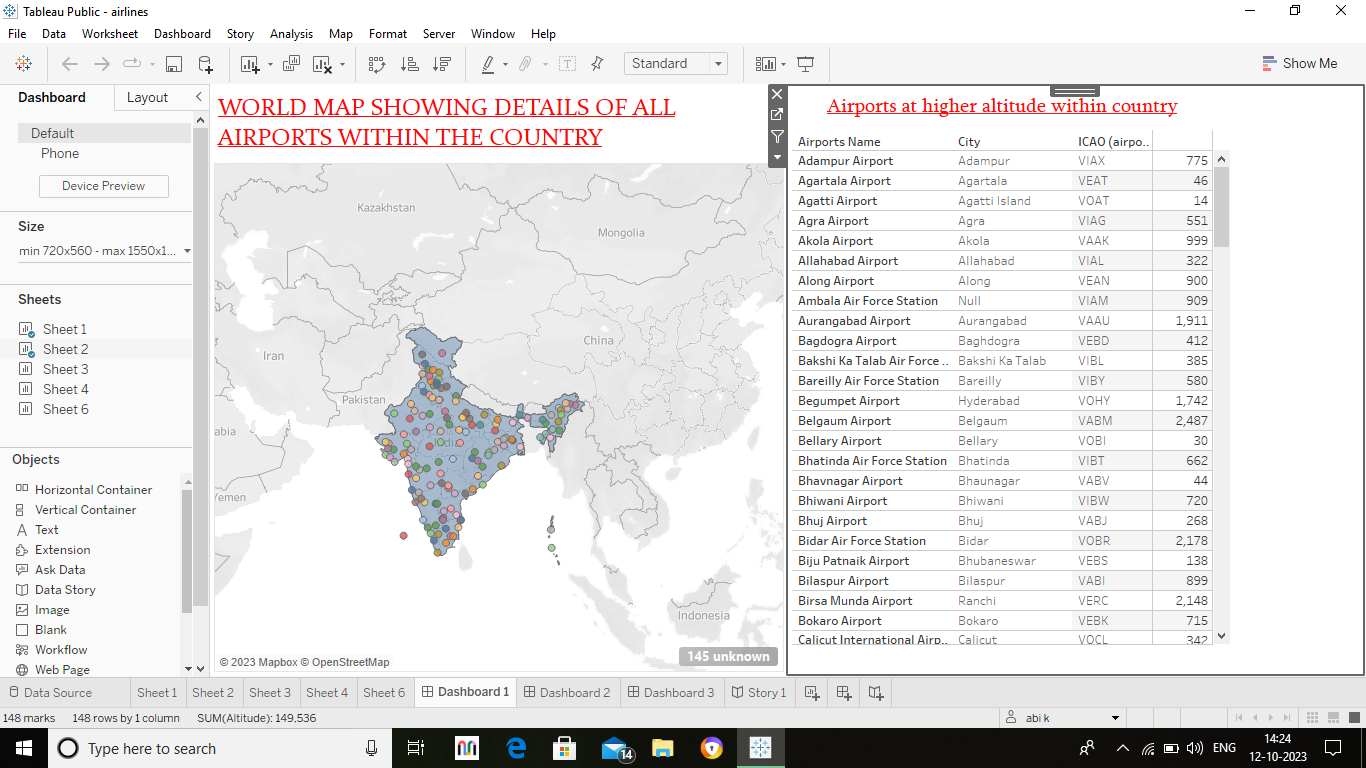 Tableau Public - airlines
File Data Worksheet Dashboard Story Analysis Map Format Server Window Help
Standard
Show Me
Dashboard Layout
Default
Phone
Device Preview
Size
min 720x560 - max 1550x1...
Sheets
Sheet 1
Sheet 2
Sheet 3
Sheet 4
Sheet 6
Objects
Horizontal Container
Vertical Container
Text
Extension
Ask Data
Data Story
Image
Blank
Workflow
Web Page
WORLD MAP SHOWING DETAILS OF ALL
AIRPORTS WITHIN THE COUNTRY
Kazakhstan
Mongolia
China
Iran
Pakistan
abia
Yemen
Indonesia
© 2023 Mapbox © OpenStreetMap
145 unknown
Airports at higher altitude within country
Airports Name City ICAO (airpo..
Adampur Airport Adampur VIAX 775
Agartala Airport Agartala VEAT 46
Agatti Airport Agatti Island VOAT 14
Agra Airport Agra VIAG 551
Akola Airport Akola VAAK 999
Allahabad Airport Allahabad VIAL 322
Along Airport Along VEAN 900
Ambala Air Force Station Null VIAM 909
Aurangabad Airport Aurangabad VAAU 1,911
Bagdogra Airport Baghdogra VEBD 412
Bakshi Ka Talab Air Force .. Bakshi Ka Talab VIBL 385
Bareilly Air Force Station Bareilly VIBY 580
Begumpet Airport Hyderabad VOHY 1,742
Belgaum Airport Belgaum VABM 2,487
Bellary Airport Bellary VOBI 30
Bhatinda Air Force Station Bhatinda VIBT 662
Bhavnagar Airport Bhaunagar VABV 44
Bhiwani Airport Bhiwani VIBW 720
Bhuj Airport Bhuj VABJ 268
Bidar Air Force Station Bidar VOBR 2,178
Biju Patnaik Airport Bhubaneswar VEBS 138
Bilaspur Airport Bilaspur VABI 899
Birsa Munda Airport Ranchi VERC 2,148
Bokaro Airport Bokaro VEBK 715
Calicut International Airp.. Calicut VOCL 342
Data Source Sheet 1 Sheet 2 Sheet 3 Sheet 4 Sheet 6 Dashboard 1 Dashboard 2 Dashboard 3 Story 1
148 marks 148 rows by 1 column SUM(Altitude): 149,536 abi k
Type here to search 14 ENG 14:24
12-10-2023